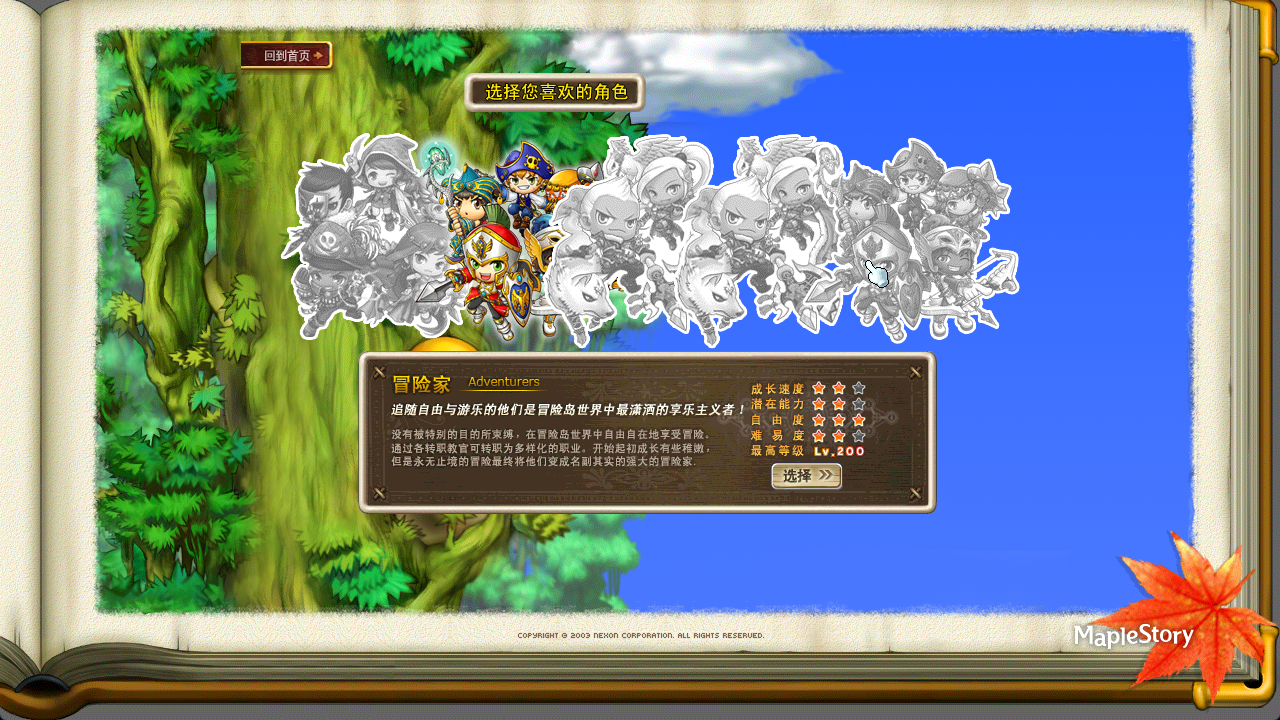 回到首页
选择您喜欢的角色
冒险家 Adventurers
追随自由与游乐的他们是冒险岛世界中最潇洒的享乐主义者！
没有被特别的目的所束缚，在冒险岛世界中自由自在地享受冒险。
通过各转职教官可转职为多样化的职业。开始起初成长有些稚嫩，
但是永无止境的冒险最终将他们变成名副其实的强大的冒险家.
成长速度
潜在能力
自由度
难易度
最高等级 Lv.200
选择
COPYRIGHT © 2003 NEXON CORPORATION. ALL RIGHTS RESERVED.
MapleStory